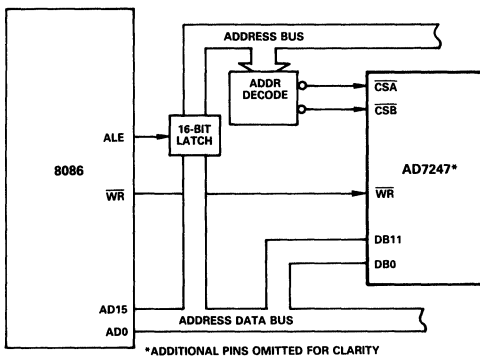 ADDRESS BUS
ADDR
DECODE
CSA
CSB
ALE
16-BIT
LATCH
8086
AD7247*
WR
WR
DB11
DB0
AD15
ADDRESS DATA BUS
AD0
*ADDITIONAL PINS OMITTED FOR CLARITY